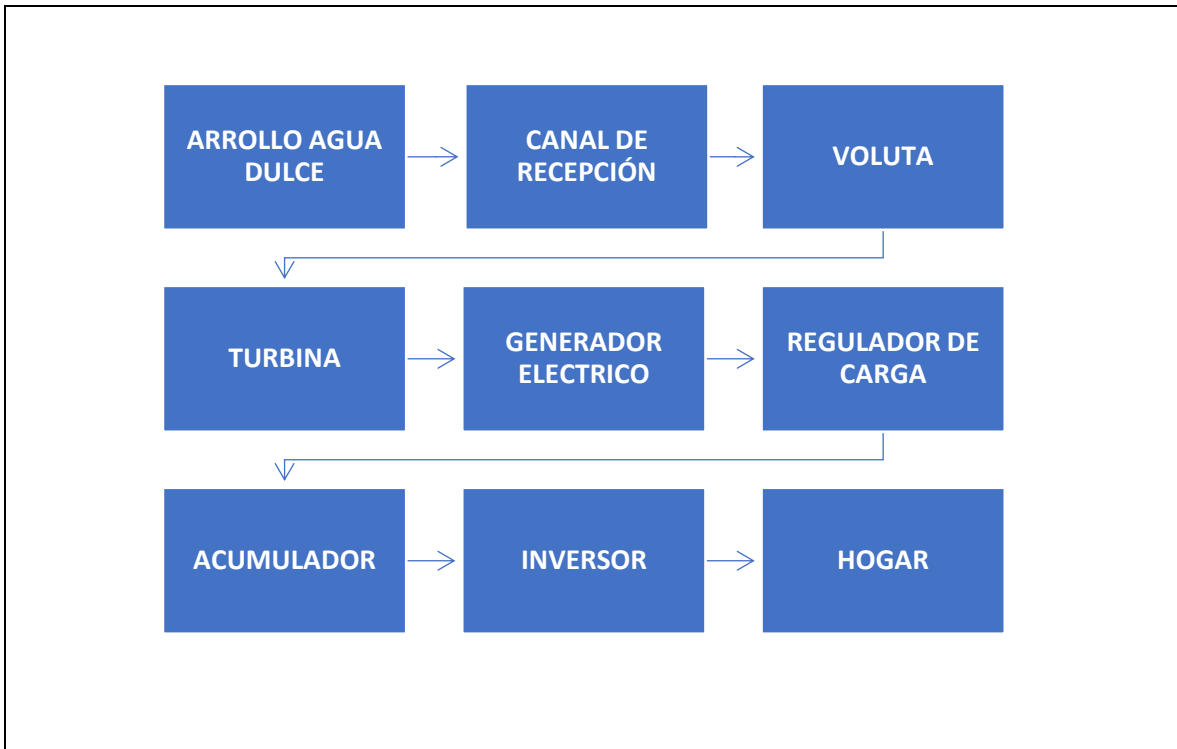 ARROLLO AGUA
DULCE
CANAL DE
RECEPCIÓN
VOLUTA
TURBINA
GENERADOR
ELECTRICO
REGULADOR DE
CARGA
ACUMULADOR
INVERSOR
HOGAR